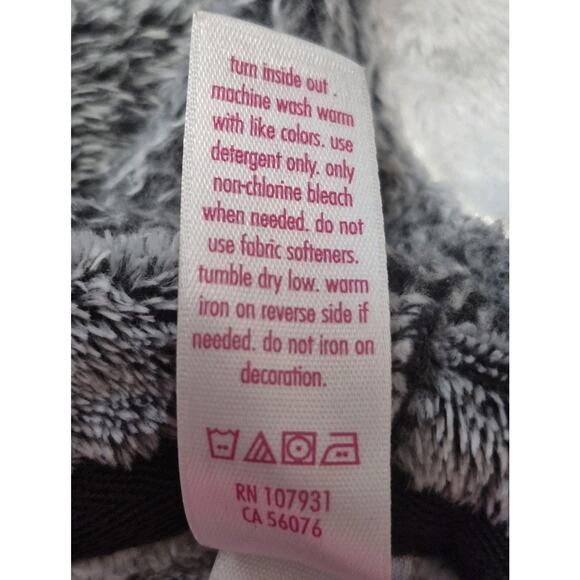 turn inside out .
machine wash warm
with like colors. use
detergent only. only
non-chlorine bleach
when needed. do not
use fabric softeners.
tumble dry low. warm
iron on reverse side if
needed. do not iron on
decoration.
RN 107931
CA 56076